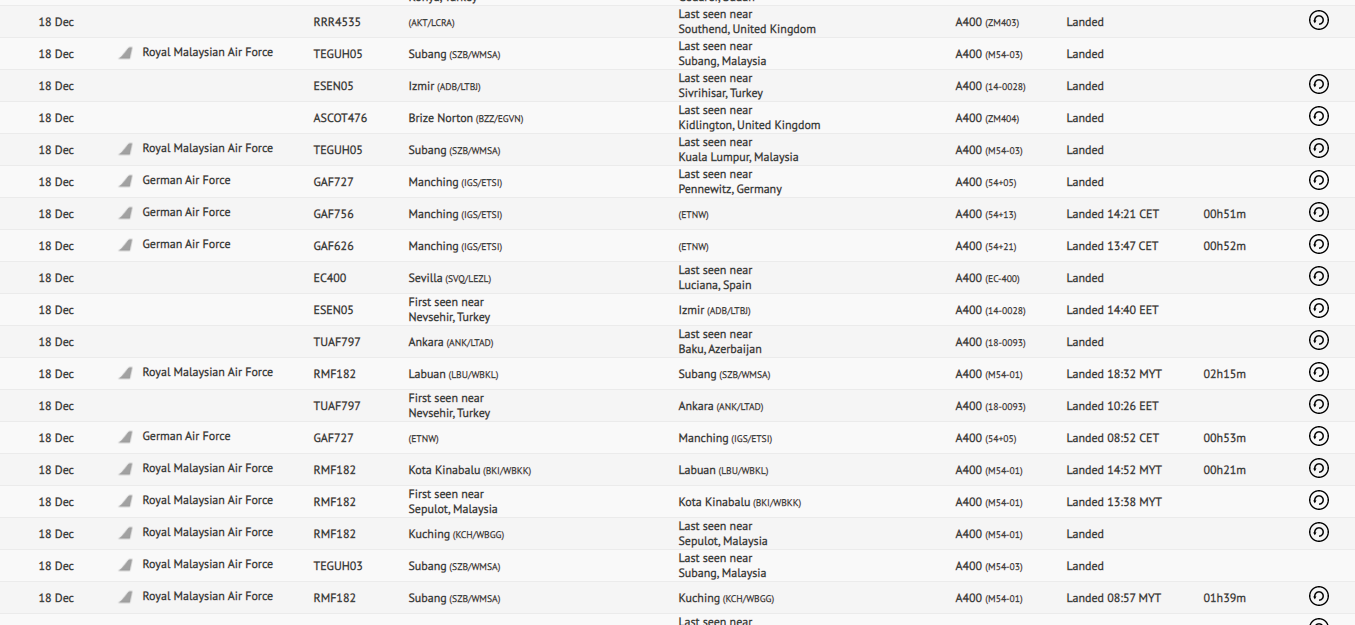 Konya, Turkey
18 Dec RRR4535 (AKT/LCRA) Last seen near
Southend, United Kingdom A400 (ZM403) Landed
18 Dec Royal Malaysian Air Force TEGUH05 Subang (SZB/WMSA) Last seen near
Subang, Malaysia A400 (M54-03) Landed
18 Dec ESEN05 Izmir (ADB/LTBJ) Last seen near
Sivrihisar, Turkey A400 (14-0028) Landed
18 Dec ASCOT476 Brize Norton (BZZ/EGVN) Last seen near
Kidlington, United Kingdom A400 (ZM404) Landed
18 Dec Royal Malaysian Air Force TEGUH05 Subang (SZB/WMSA) Last seen near
Kuala Lumpur, Malaysia A400 (M54-03) Landed
18 Dec German Air Force GAF727 Manching (IGS/ETSI) Last seen near
Pennewitz, Germany A400 (54+05) Landed
18 Dec German Air Force GAF756 Manching (IGS/ETSI) (ETNW) A400 (54+13) Landed 14:21 CET 00h51m
18 Dec German Air Force GAF626 Manching (IGS/ETSI) (ETNW) A400 (54+21) Landed 13:47 CET 00h52m
18 Dec EC400 Sevilla (SVQ/LEZL) Last seen near
Luciana, Spain A400 (EC-400) Landed
18 Dec ESEN05 First seen near
Nevsehir, Turkey Izmir (ADB/LTBJ) A400 (14-0028) Landed 14:40 EET
18 Dec TUAF797 Ankara (ANK/LTAD) Last seen near
Baku, Azerbaijan A400 (18-0093) Landed
18 Dec Royal Malaysian Air Force RMF182 Labuan (LBU/WBKL) Subang (SZB/WMSA) A400 (M54-01) Landed 18:32 MYT 02h15m
18 Dec TUAF797 First seen near
Nevsehir, Turkey Ankara (ANK/LTAD) A400 (18-0093) Landed 10:26 EET
18 Dec German Air Force GAF727 (ETNW) Manching (IGS/ETSI) A400 (54+05) Landed 08:52 CET 00h53m
18 Dec Royal Malaysian Air Force RMF182 Kota Kinabalu (BKI/WBKK) Labuan (LBU/WBKL) A400 (M54-01) Landed 14:52 MYT 00h21m
18 Dec Royal Malaysian Air Force RMF182 First seen near
Sepulot, Malaysia Kota Kinabalu (BKI/WBKK) A400 (M54-01) Landed 13:38 MYT
18 Dec Royal Malaysian Air Force RMF182 Kuching (KCH/WBGG) Last seen near
Sepulot, Malaysia A400 (M54-01) Landed
18 Dec Royal Malaysian Air Force TEGUH03 Subang (SZB/WMSA) Last seen near
Subang, Malaysia A400 (M54-03) Landed
18 Dec Royal Malaysian Air Force RMF182 Subang (SZB/WMSA) Kuching (KCH/WBGG) A400 (M54-01) Landed 08:57 MYT 01h39m
Last seen near